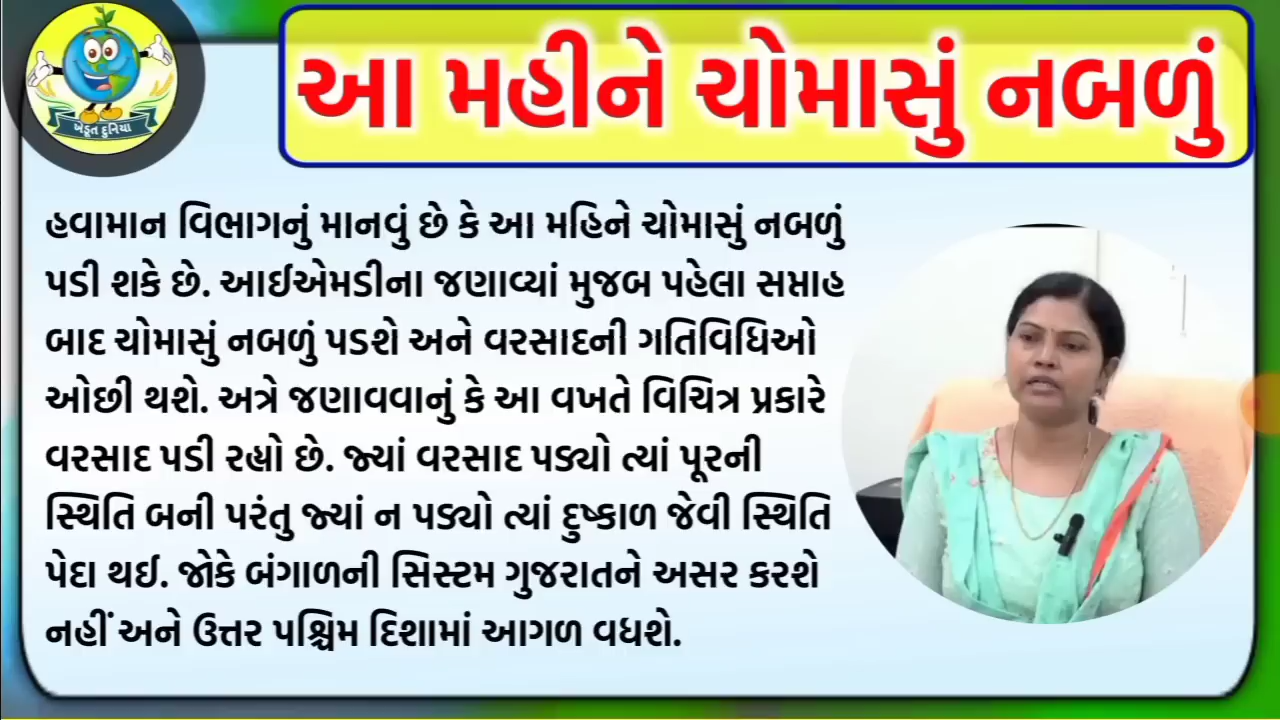 ખેડૂત દુનિયા
આ મહીને ચોમાસું નબળું
હવામાન વિભાગનું માનવું છે કે આ મહિને ચોમાસું નબળું
પડી શકે છે. આઈએમડીના જણાવ્યાં મુજબ પહેલા સપ્તાહ
બાદ ચોમાસું નબળું પડશે અને વરસાદની ગતિવિધિઓ
ઓછી થશે. અત્રે જણાવવાનું કે આ વખતે વિચિત્ર પ્રકારે
વરસાદ પડી રહ્યો છે. જ્યાં વરસાદ પડ્યો ત્યાં પૂરની
સ્થિતિ બની પરંતુ જ્યાં ન પડ્યો ત્યાં દુષ્કાળ જેવી સ્થિતિ
પેદા થઈ. જોકે બંગાળની સિસ્ટમ ગુજરાતને અસર કરશે
નહીં અને ઉત્તર પશ્ચિમ દિશામાં આગળ વધશે.